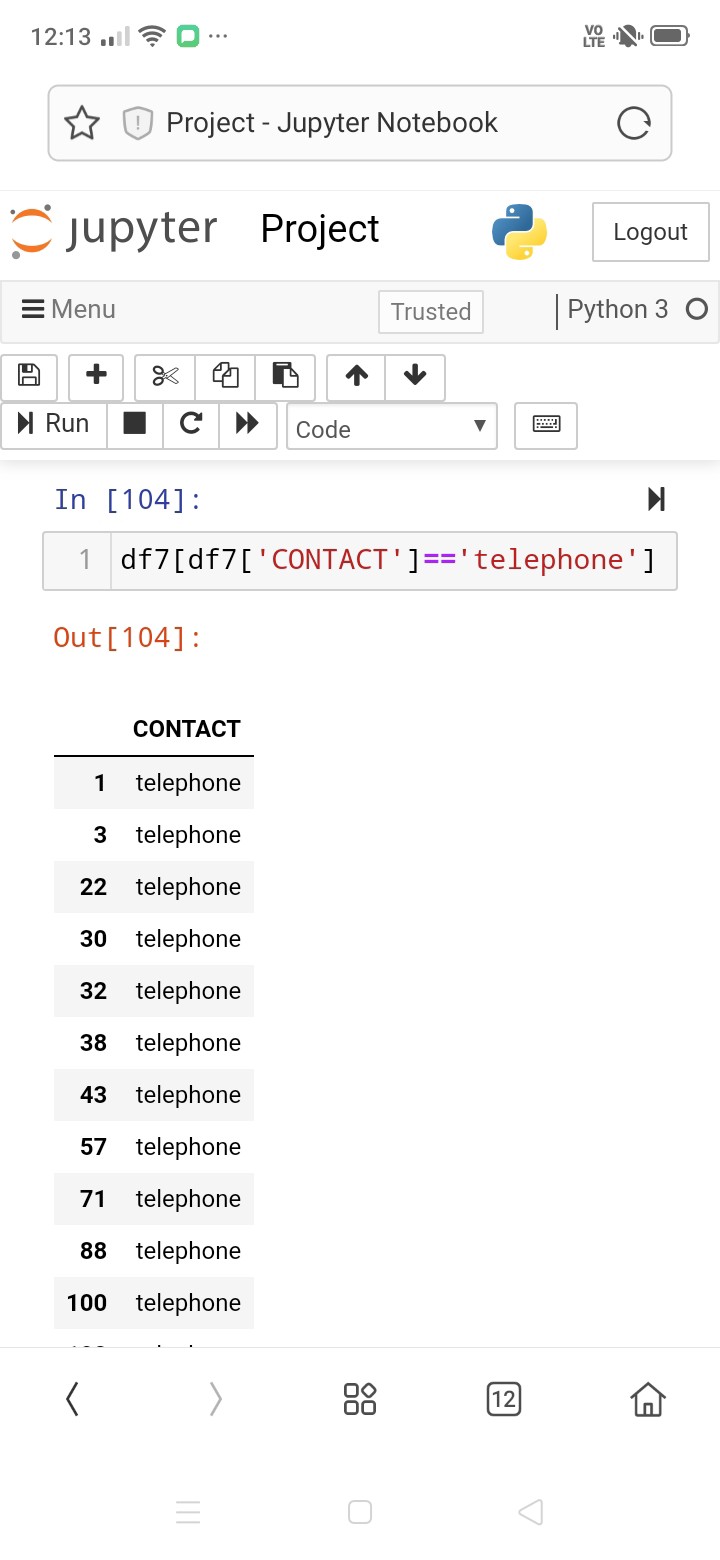 12:13 VO LTE
Project - Jupyter Notebook
jupyter Project Logout
Menu Trusted Python 3
Run Code
In [104]:
1 df7[df7['CONTACT']=='telephone']
Out[104]:
CONTACT
1 telephone
3 telephone
22 telephone
30 telephone
32 telephone
38 telephone
43 telephone
57 telephone
71 telephone
88 telephone
100 telephone
12